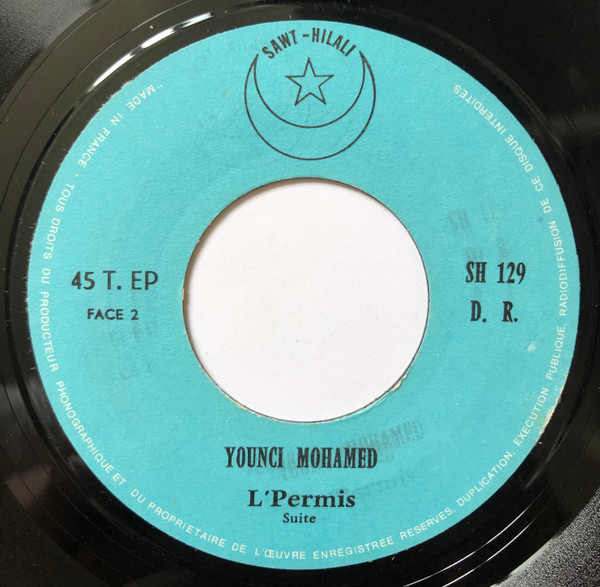 SAWT-HILALI
45 T. EP
FACE 2
SH 129
D. R.
YOUNCI MOHAMED
L'Permis
Suite
"MADE IN FRANCE - TOUS DROITS DU PRODUCTEUR PHONOGRAPHIQUE ET DU PROPRIETAIRE DE L'ŒUVRE ENREGISTREE RESERVES. DUPLICATION, EXECUTION PUBLIQUE, RADIODIFFUSION DE CE DISQUE INTERDITES